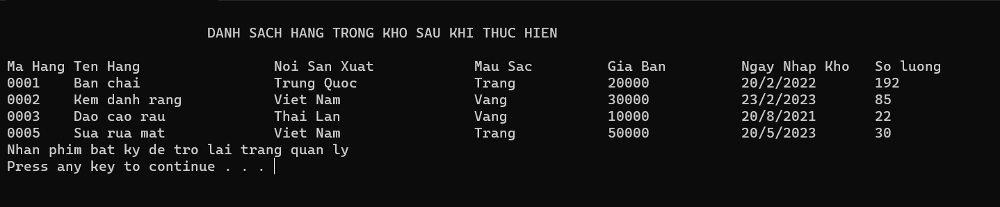 DANH SACH HANG TRONG KHO SAU KHI THUC HIEN
Ma Hang Ten Hang Noi San Xuat Mau Sac Gia Ban Ngay Nhap Kho So luong
0001 Ban chai Trung Quoc Trang 20000 20/2/2022 192
0002 Kem danh rang Viet Nam Vang 30000 23/2/2023 85
0003 Dao cao rau Thai Lan Vang 10000 20/8/2021 22
0005 Sua rua mat Viet Nam Trang 50000 20/5/2023 30
Nhan phim bat ky de tro lai trang quan ly
Press any key to continue . . .